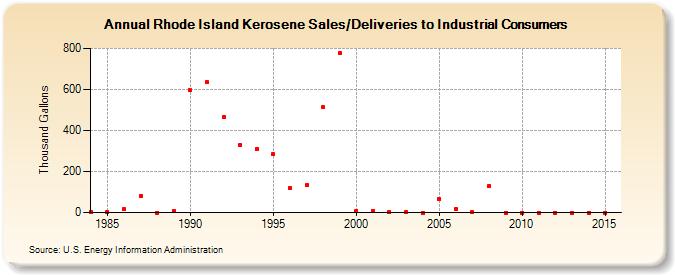 Annual Rhode Island Kerosene Sales/Deliveries to Industrial Consumers
Thousand Gallons
800
600
400
200
0
1985 1990 1995 2000 2005 2010 2015
Source: U.S. Energy Information Administration